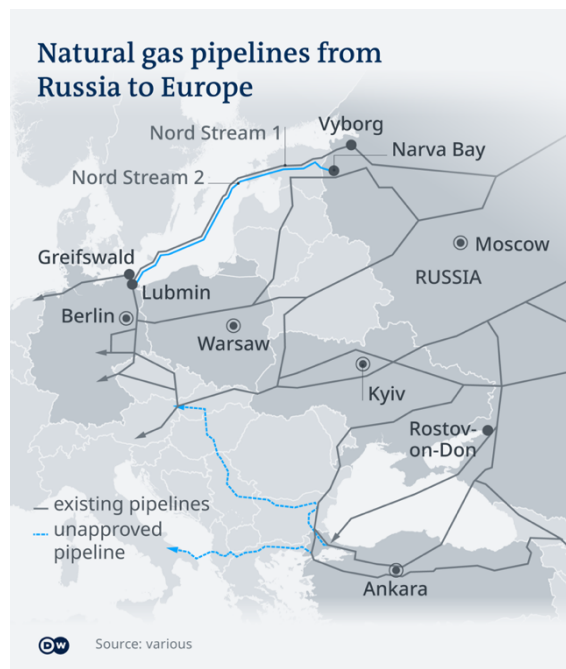 Natural gas pipelines from
Russia to Europe
Vyborg
Nord Stream 1
Narva Bay
Nord Stream 2
Moscow
Greifswald
RUSSIA
Lubmin
Berlin
Warsaw
Kyiv
Rostov-
on-Don
existing pipelines
unapproved
pipeline
Ankara
DW
Source: various